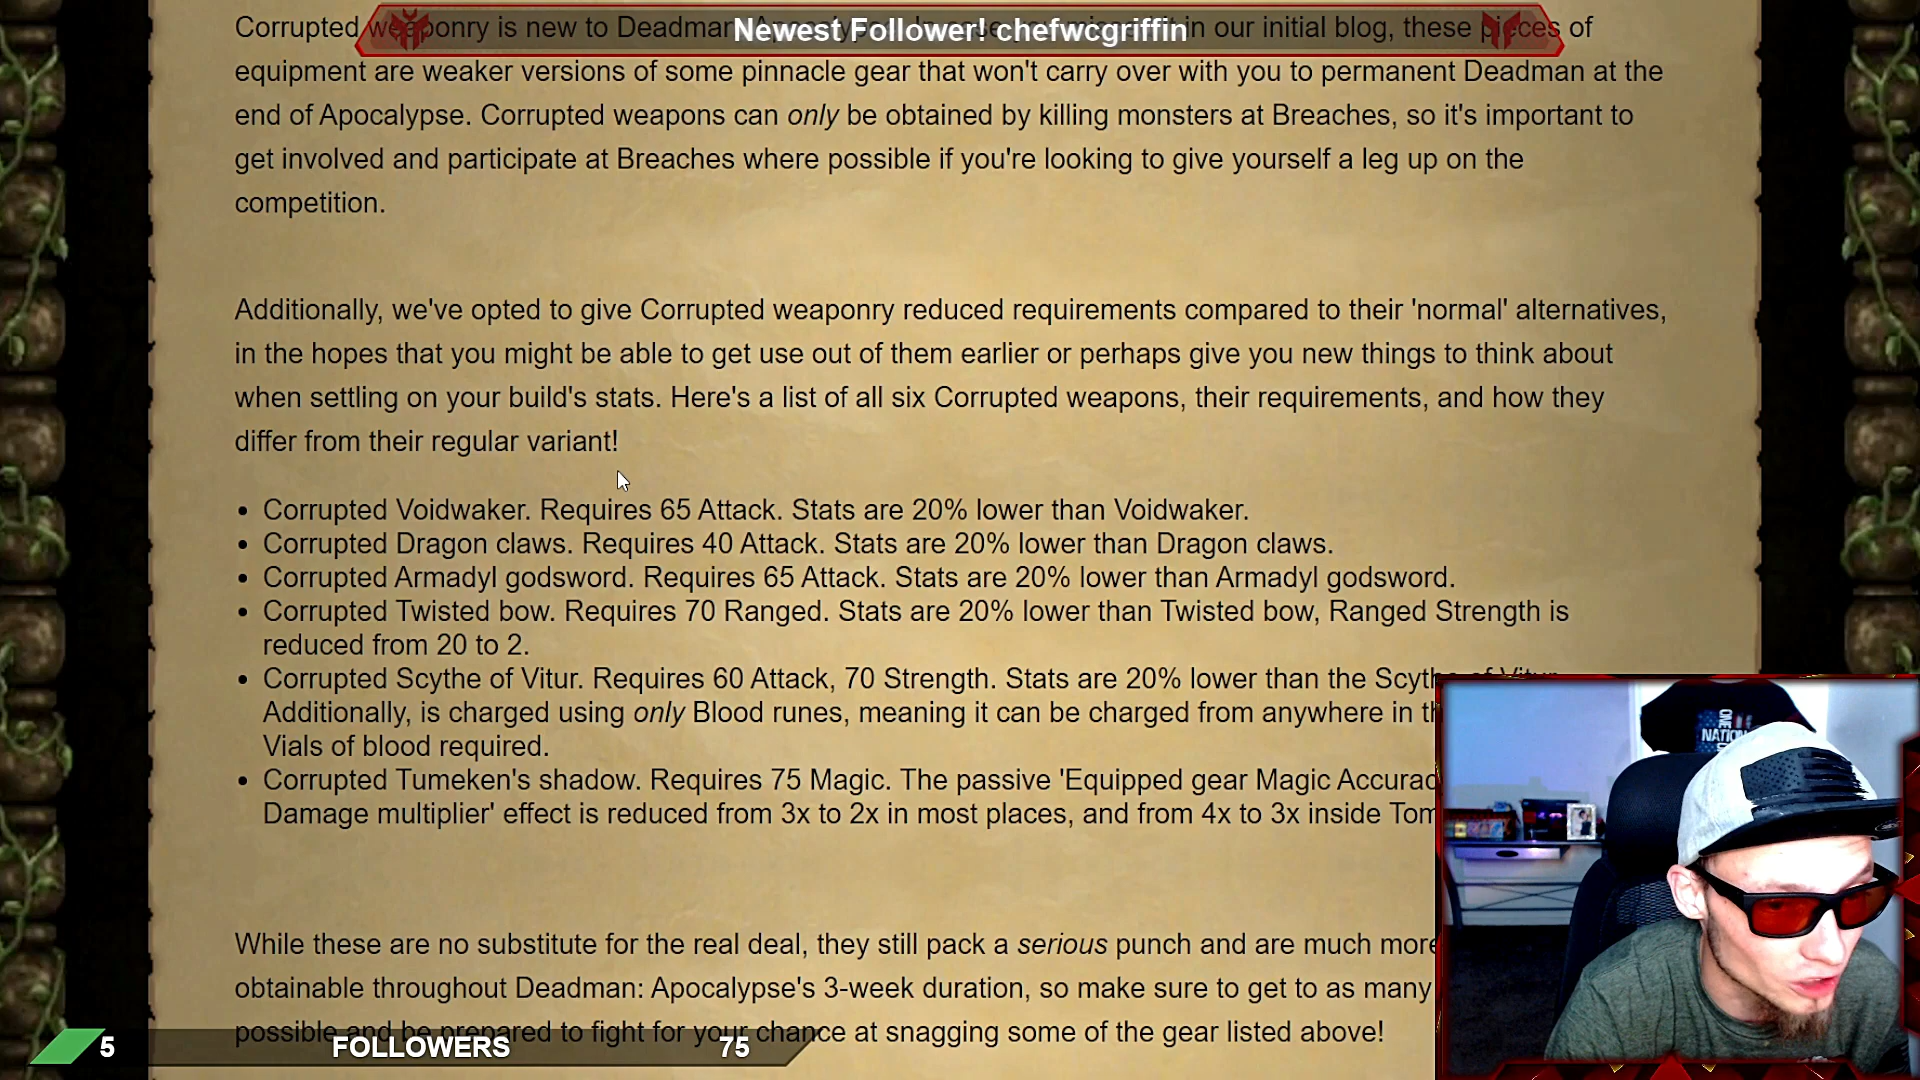 Corrupted weaponry is new to Deadman in our initial blog, these pieces of
Newest Follower! chefwcgriffin
equipment are weaker versions of some pinnacle gear that won't carry over with you to permanent Deadman at the
end of Apocalypse. Corrupted weapons can only be obtained by killing monsters at Breaches, so it's important to
get involved and participate at Breaches where possible if you're looking to give yourself a leg up on the
competition.
Additionally, we've opted to give Corrupted weaponry reduced requirements compared to their 'normal' alternatives,
in the hopes that you might be able to get use out of them earlier or perhaps give you new things to think about
when settling on your build's stats. Here's a list of all six Corrupted weapons, their requirements, and how they
differ from their regular variant!
• Corrupted Voidwaker. Requires 65 Attack. Stats are 20% lower than Voidwaker.
• Corrupted Dragon claws. Requires 40 Attack. Stats are 20% lower than Dragon claws.
• Corrupted Armadyl godsword. Requires 65 Attack. Stats are 20% lower than Armadyl godsword.
• Corrupted Twisted bow. Requires 70 Ranged. Stats are 20% lower than Twisted bow, Ranged Strength is
reduced from 20 to 2.
• Corrupted Scythe of Vitur. Requires 60 Attack, 70 Strength. Stats are 20% lower than the Scythe of Vitur.
Additionally, is charged using only Blood runes, meaning it can be charged from anywhere in
Vials of blood required.
• Corrupted Tumeken's shadow. Requires 75 Magic. The passive 'Equipped gear Magic
Damage multiplier' effect is reduced from 3x to 2x in most places, and from 4x to 3x inside
While these are no substitute for the real deal, they still pack a serious punch and are much more
obtainable throughout Deadman: Apocalypse's 3-week duration, so make sure to get to as many
possible and be prepared to fight for your chance at snagging some of the gear listed above!
5 FOLLOWERS 75
ONE
NATION